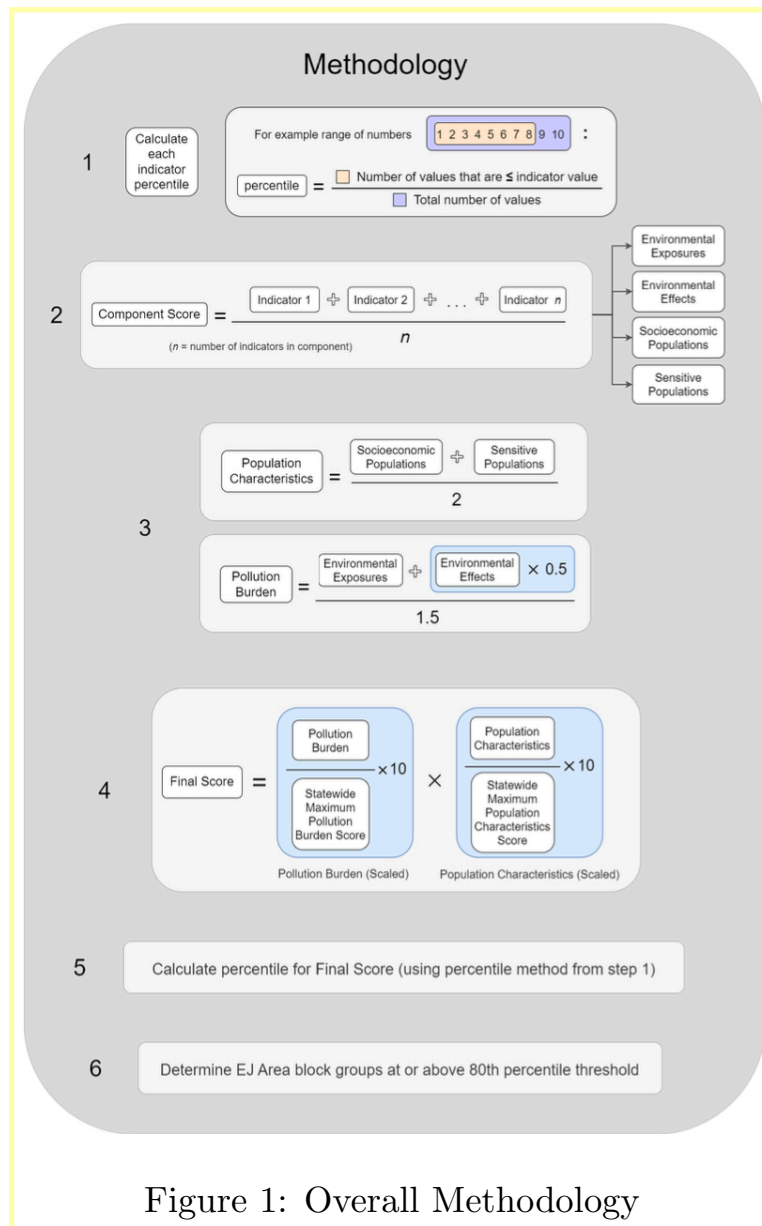 Methodology
1
Calculate
each
indicator
percentile
For example range of numbers 1 2 3 4 5 6 7 8 9 10 :
percentile = Number of values that are ≤ indicator value
Total number of values
2
Component Score = Indicator 1 + Indicator 2 + . . . + Indicator n
n
(n = number of indicators in component)
Environmental
Exposures
Environmental
Effects
Socioeconomic
Populations
Sensitive
Populations
3
Population
Characteristics
=
Socioeconomic
Populations
+
Sensitive
Populations
2
Pollution
Burden
=
Environmental
Exposures
+
Environmental
Effects
× 0.5
1.5
4
Final Score =
Pollution
Burden
Statewide
Maximum
Pollution
Burden Score
×10
Pollution Burden (Scaled)
×
Population
Characteristics
Statewide
Maximum
Population
Characteristics
Score
×10
Population Characteristics (Scaled)
5
Calculate percentile for Final Score (using percentile method from step 1)
6
Determine EJ Area block groups at or above 80th percentile threshold
Figure 1: Overall Methodology